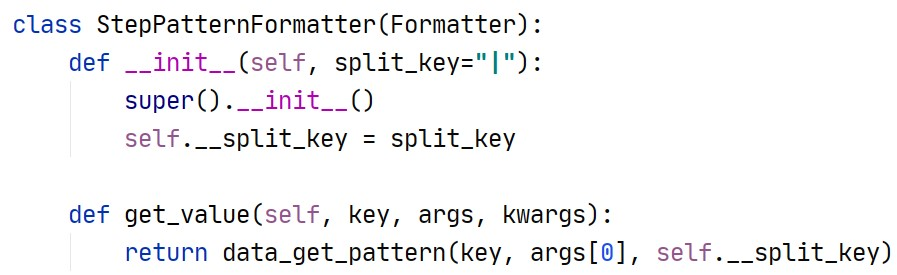 class StepPatternFormatter(Formatter):
    def __init__(self, split_key="|"):
        super().__init__()
        self.__split_key = split_key

    def get_value(self, key, args, kwargs):
        return data_get_pattern(key, args[0], self.__split_key)